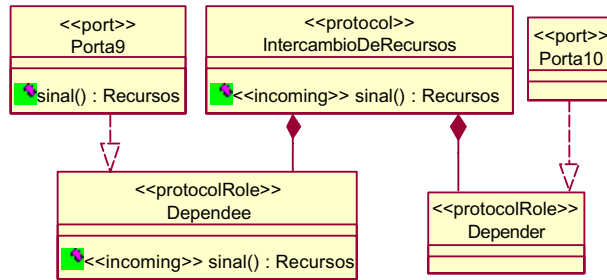 <<port>>
Porta9
sinal() : Recursos
<<protocol>>
IntercambioDeRecursos
<<incoming>> sinal() : Recursos
<<port>>
Porta10
<<protocolRole>>
Dependee
<<incoming>> sinal() : Recursos
<<protocolRole>>
Depender